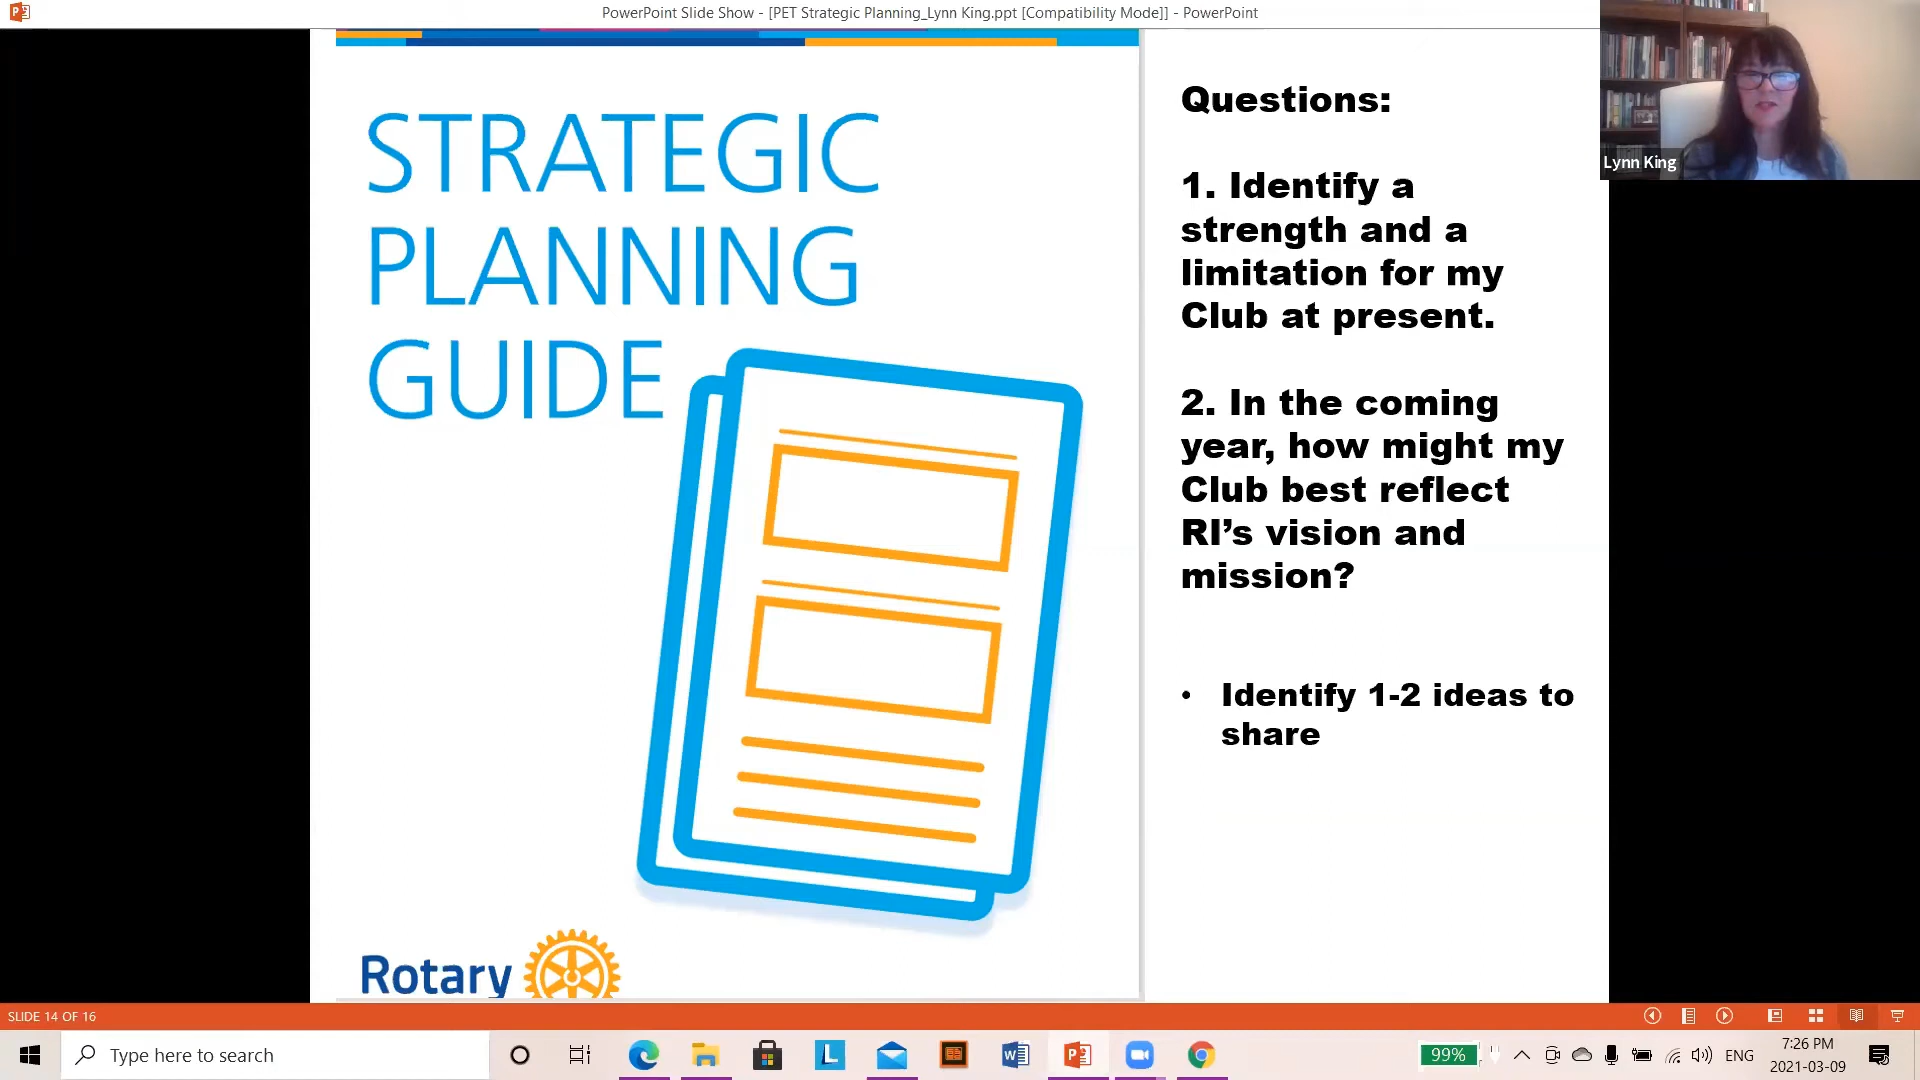 PowerPoint Slide Show - [PET Strategic Planning_Lynn King.ppt [Compatibility Mode]] - PowerPoint
STRATEGIC
PLANNING
GUIDE
Rotary
Questions:
1. Identify a
strength and a
limitation for my
Club at present.
2. In the coming
year, how might my
Club best reflect
RI’s vision and
mission?
• Identify 1-2 ideas to
share
Lynn King
SLIDE 14 OF 16
Type here to search
99%
ENG
7:26 PM
2021-03-09